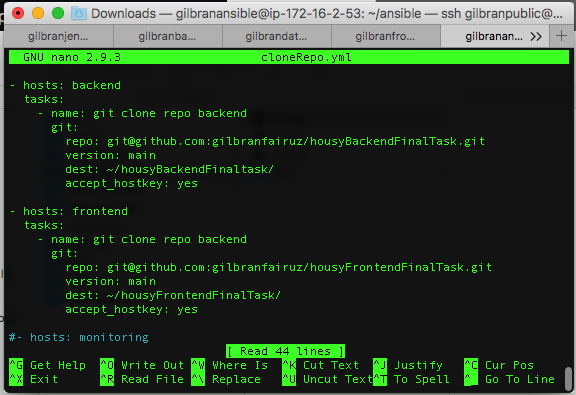 Downloads — gilbranansible@ip-172-16-2-53: ~/ansible — ssh gilbranpublic@...
gilbranjen... gilbranba... gilbrandat... gilbranfro... gilbranan...
GNU nano 2.9.3 cloneRepo.yml
- hosts: backend
tasks:
- name: git clone repo backend
git:
repo: git@github.com:gilbranfairuz/housyBackendFinalTask.git
version: main
dest: ~/housyBackendFinaltask/
accept_hostkey: yes
- hosts: frontend
tasks:
- name: git clone repo backend
git:
repo: git@github.com:gilbranfairuz/housyFrontendFinalTask.git
version: main
dest: ~/housyFrontendFinalTask/
accept_hostkey: yes
#- hosts: monitoring
[ Read 44 lines ]
^G Get Help ^O Write Out ^W Where Is ^K Cut Text ^J Justify ^C Cur Pos
^X Exit ^R Read File ^\ Replace ^U Uncut Text ^T To Spell ^_ Go To Line